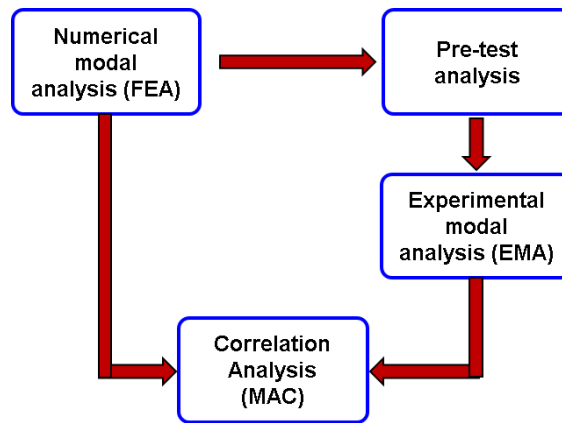 Numerical
modal
analysis (FEA)
Pre-test
analysis
Experimental
modal
analysis (EMA)
Correlation
Analysis
(MAC)